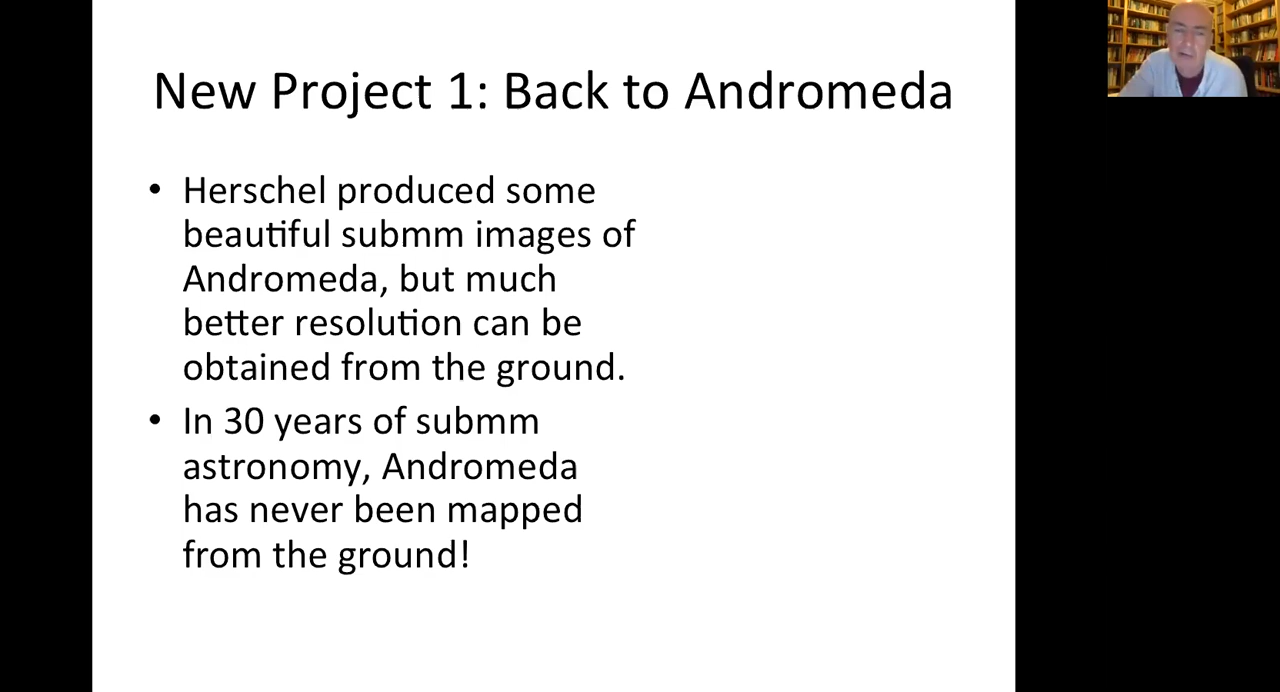 New Project 1: Back to Andromeda
• Herschel produced some
beautiful submm images of
Andromeda, but much
better resolution can be
obtained from the ground.
• In 30 years of submm
astronomy, Andromeda
has never been mapped
from the ground!